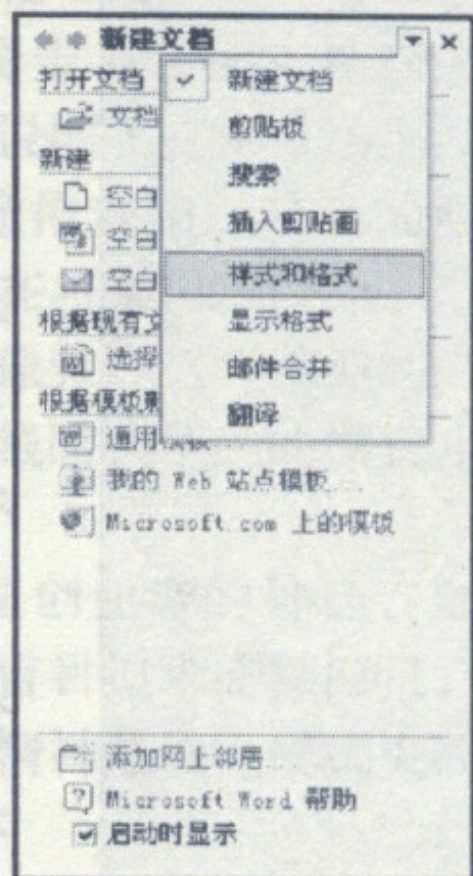 新建文档
打开文档
新建文档
文档
剪贴板
新建
搜索
空白
插入剪贴画
空白
空白
样式和格式
根据现有文
显示格式
选择
邮件合并
根据模板新
翻译
通用模板...
我的 Web 站点模板...
Microsoft.com 上的模板
添加网上邻居...
Microsoft Word 帮助
启动时显示